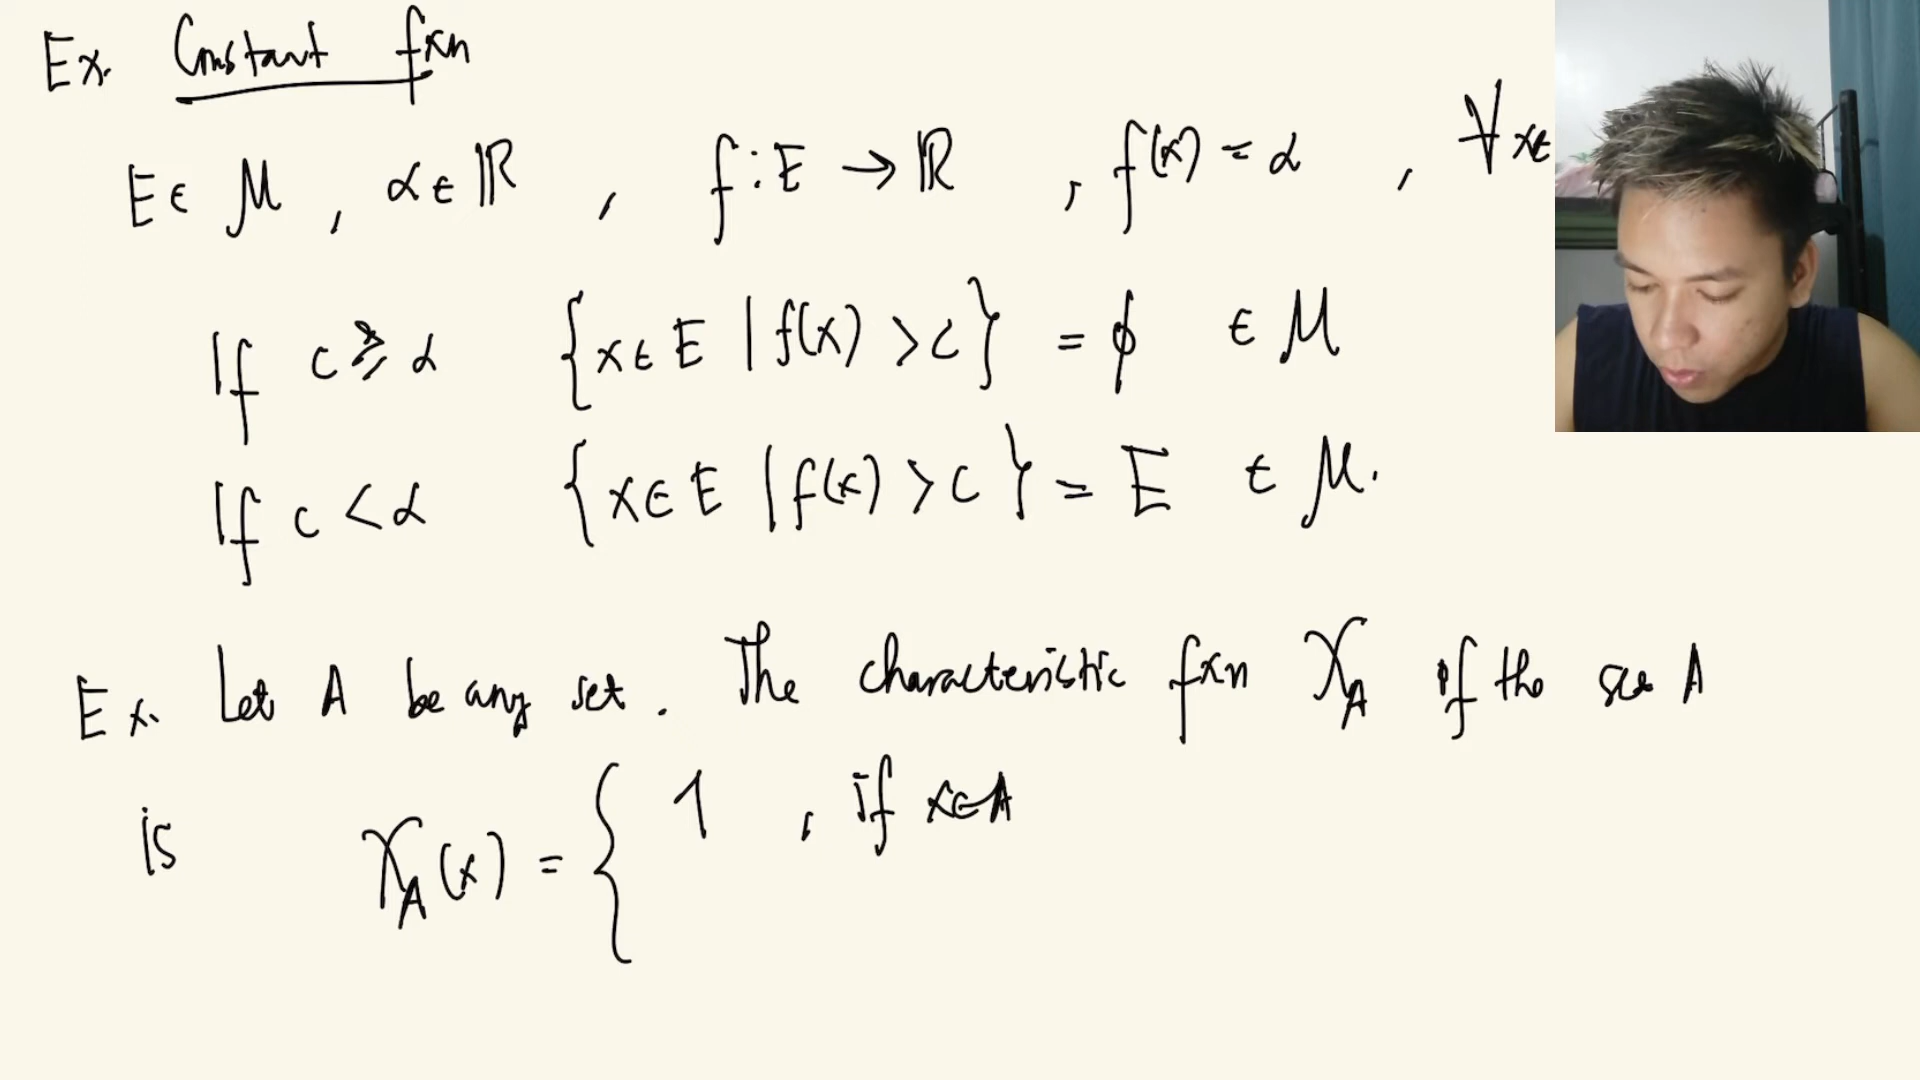 Ex. Constant fxn
E ∈ M , α ∈ ℝ , f : E → ℝ , f(x) = α , ∀ x ∈
If c ≥ α {x ∈ E | f(x) > c} = ϕ ∈ M
If c < α {x ∈ E | f(x) > c} = E ∈ M.
Ex. Let A be any set. The characteristic fxn χ_A of the set A
is χ_A(x) = { 1 , if x ∈ A